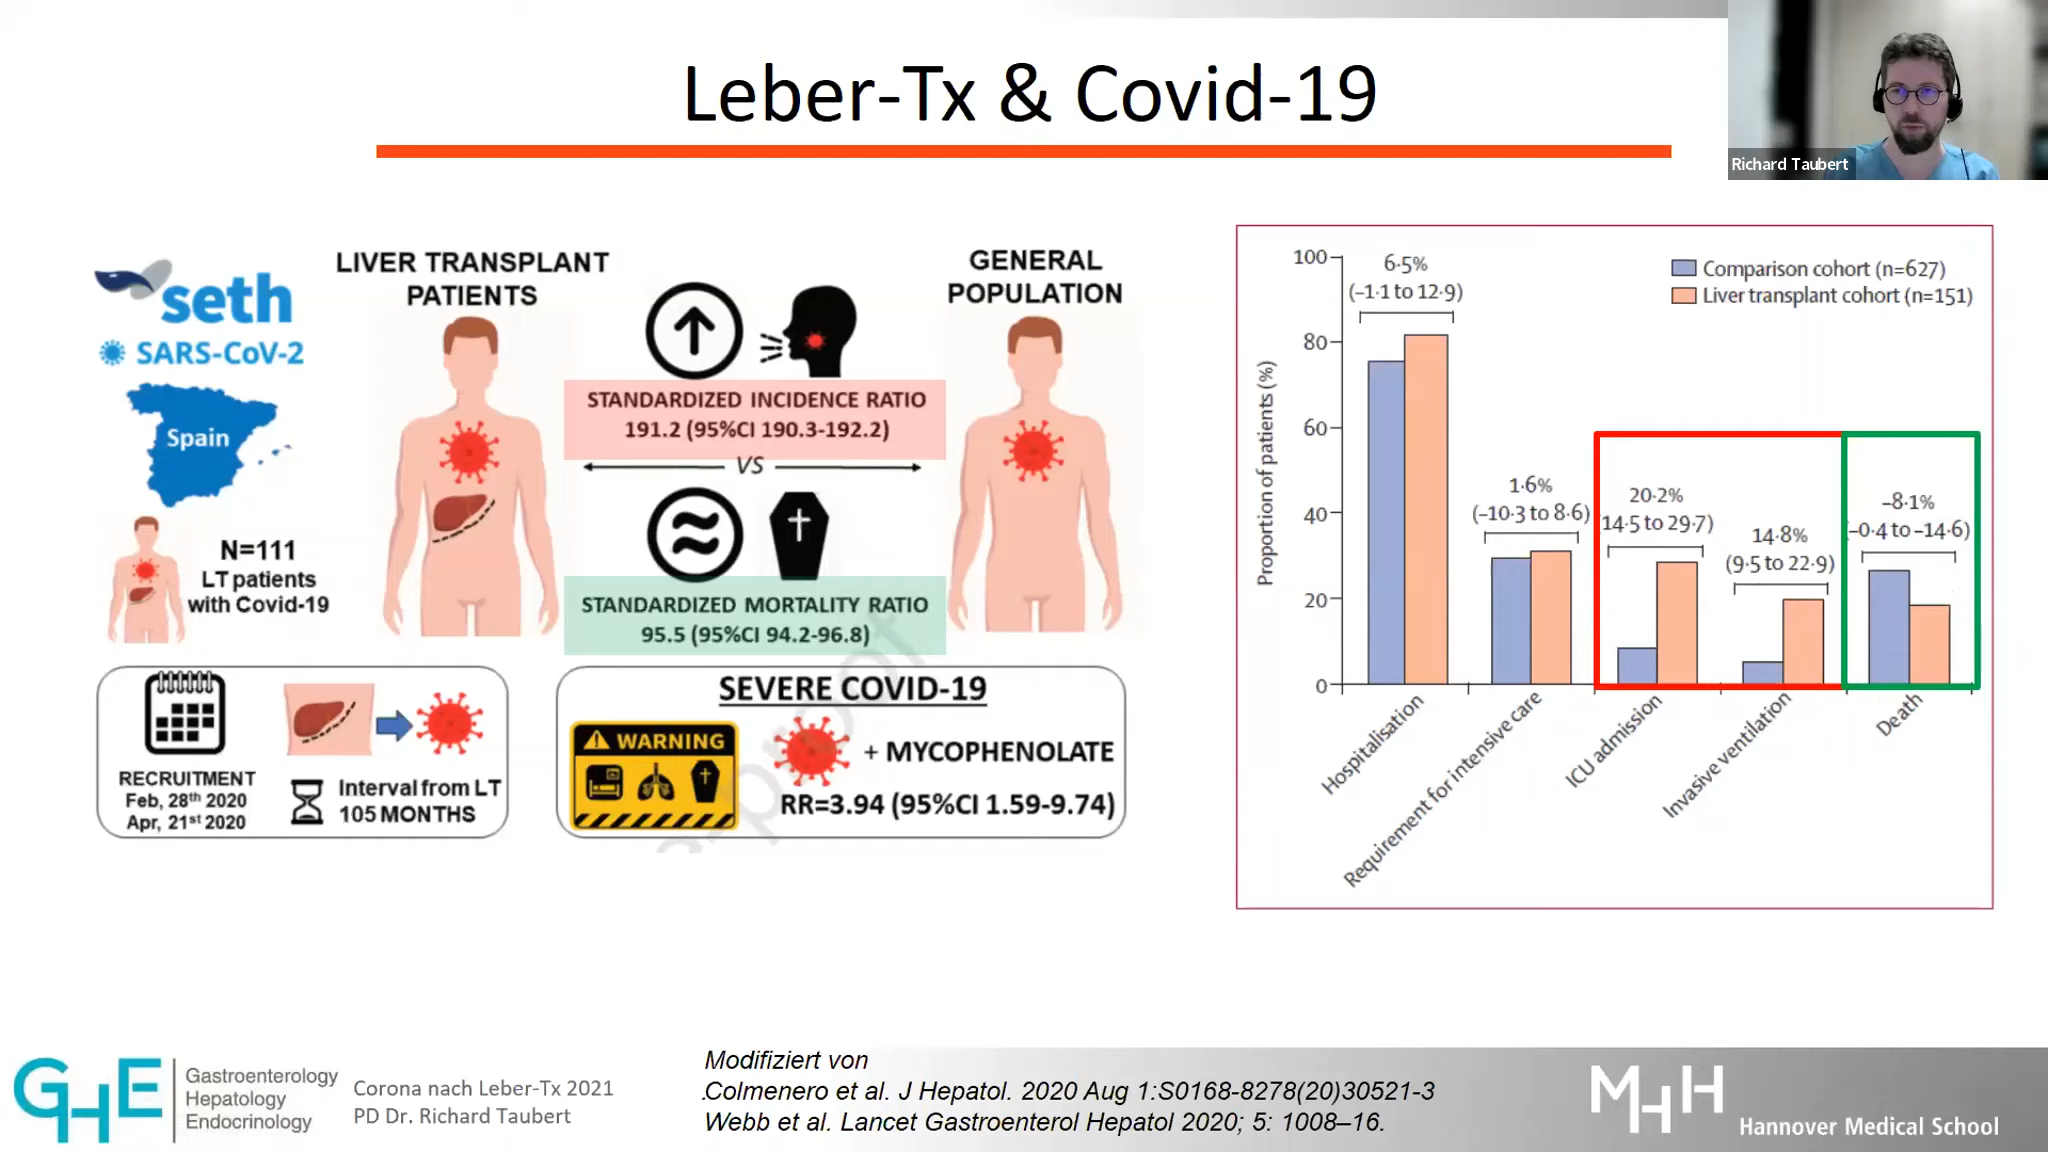 Leber-Tx & Covid-19
Richard Taubert
seth
SARS-CoV-2
Spain
N=111
LT patients
with Covid-19
LIVER TRANSPLANT
PATIENTS
GENERAL
POPULATION
STANDARDIZED INCIDENCE RATIO
191.2 (95%CI 190.3-192.2)
VS
STANDARDIZED MORTALITY RATIO
95.5 (95%CI 94.2-96.8)
RECRUITMENT
Feb, 28th 2020
Apr, 21st 2020
Interval from LT
105 MONTHS
SEVERE COVID-19
WARNING
+ MYCOPHENOLATE
RR=3.94 (95%CI 1.59-9.74)
Comparison cohort (n=627)
Liver transplant cohort (n=151)
Proportion of patients (%)
100
80
60
40
20
0
6·5%
(–1·1 to 12·9)
1·6%
(–10·3 to 8·6)
20·2%
14·5 to 29·7)
14·8%
(9·5 to 22·9)
–8·1%
–0·4 to –14·6)
Hospitalisation
Requirement for intensive care
ICU admission
Invasive ventilation
Death
GHE
Gastroenterology
Hepatology
Endocrinology
Corona nach Leber-Tx 2021
PD Dr. Richard Taubert
Modifiziert von
.Colmenero et al. J Hepatol. 2020 Aug 1:S0168-8278(20)30521-3
Webb et al. Lancet Gastroenterol Hepatol 2020; 5: 1008–16.
MHH
Hannover Medical School